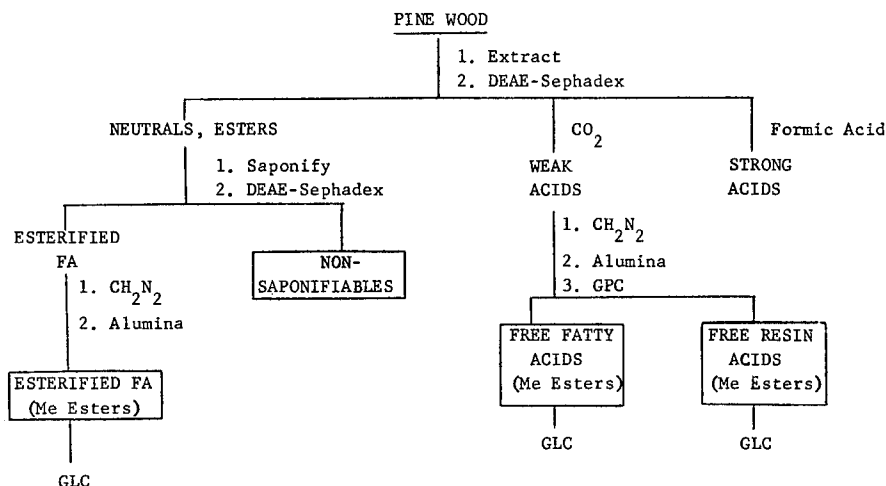 PINE WOOD
1. Extract
2. DEAE-Sephadex
NEUTRALS, ESTERS
CO2
Formic Acid
1. Saponify
2. DEAE-Sephadex
WEAK
ACIDS
STRONG
ACIDS
ESTERIFIED
FA
NON-
SAPONIFIABLES
1. CH2N2
2. Alumina
1. CH2N2
2. Alumina
3. GPC
ESTERIFIED FA
(Me Esters)
FREE FATTY
ACIDS
(Me Esters)
FREE RESIN
ACIDS
(Me Esters)
GLC
GLC
GLC